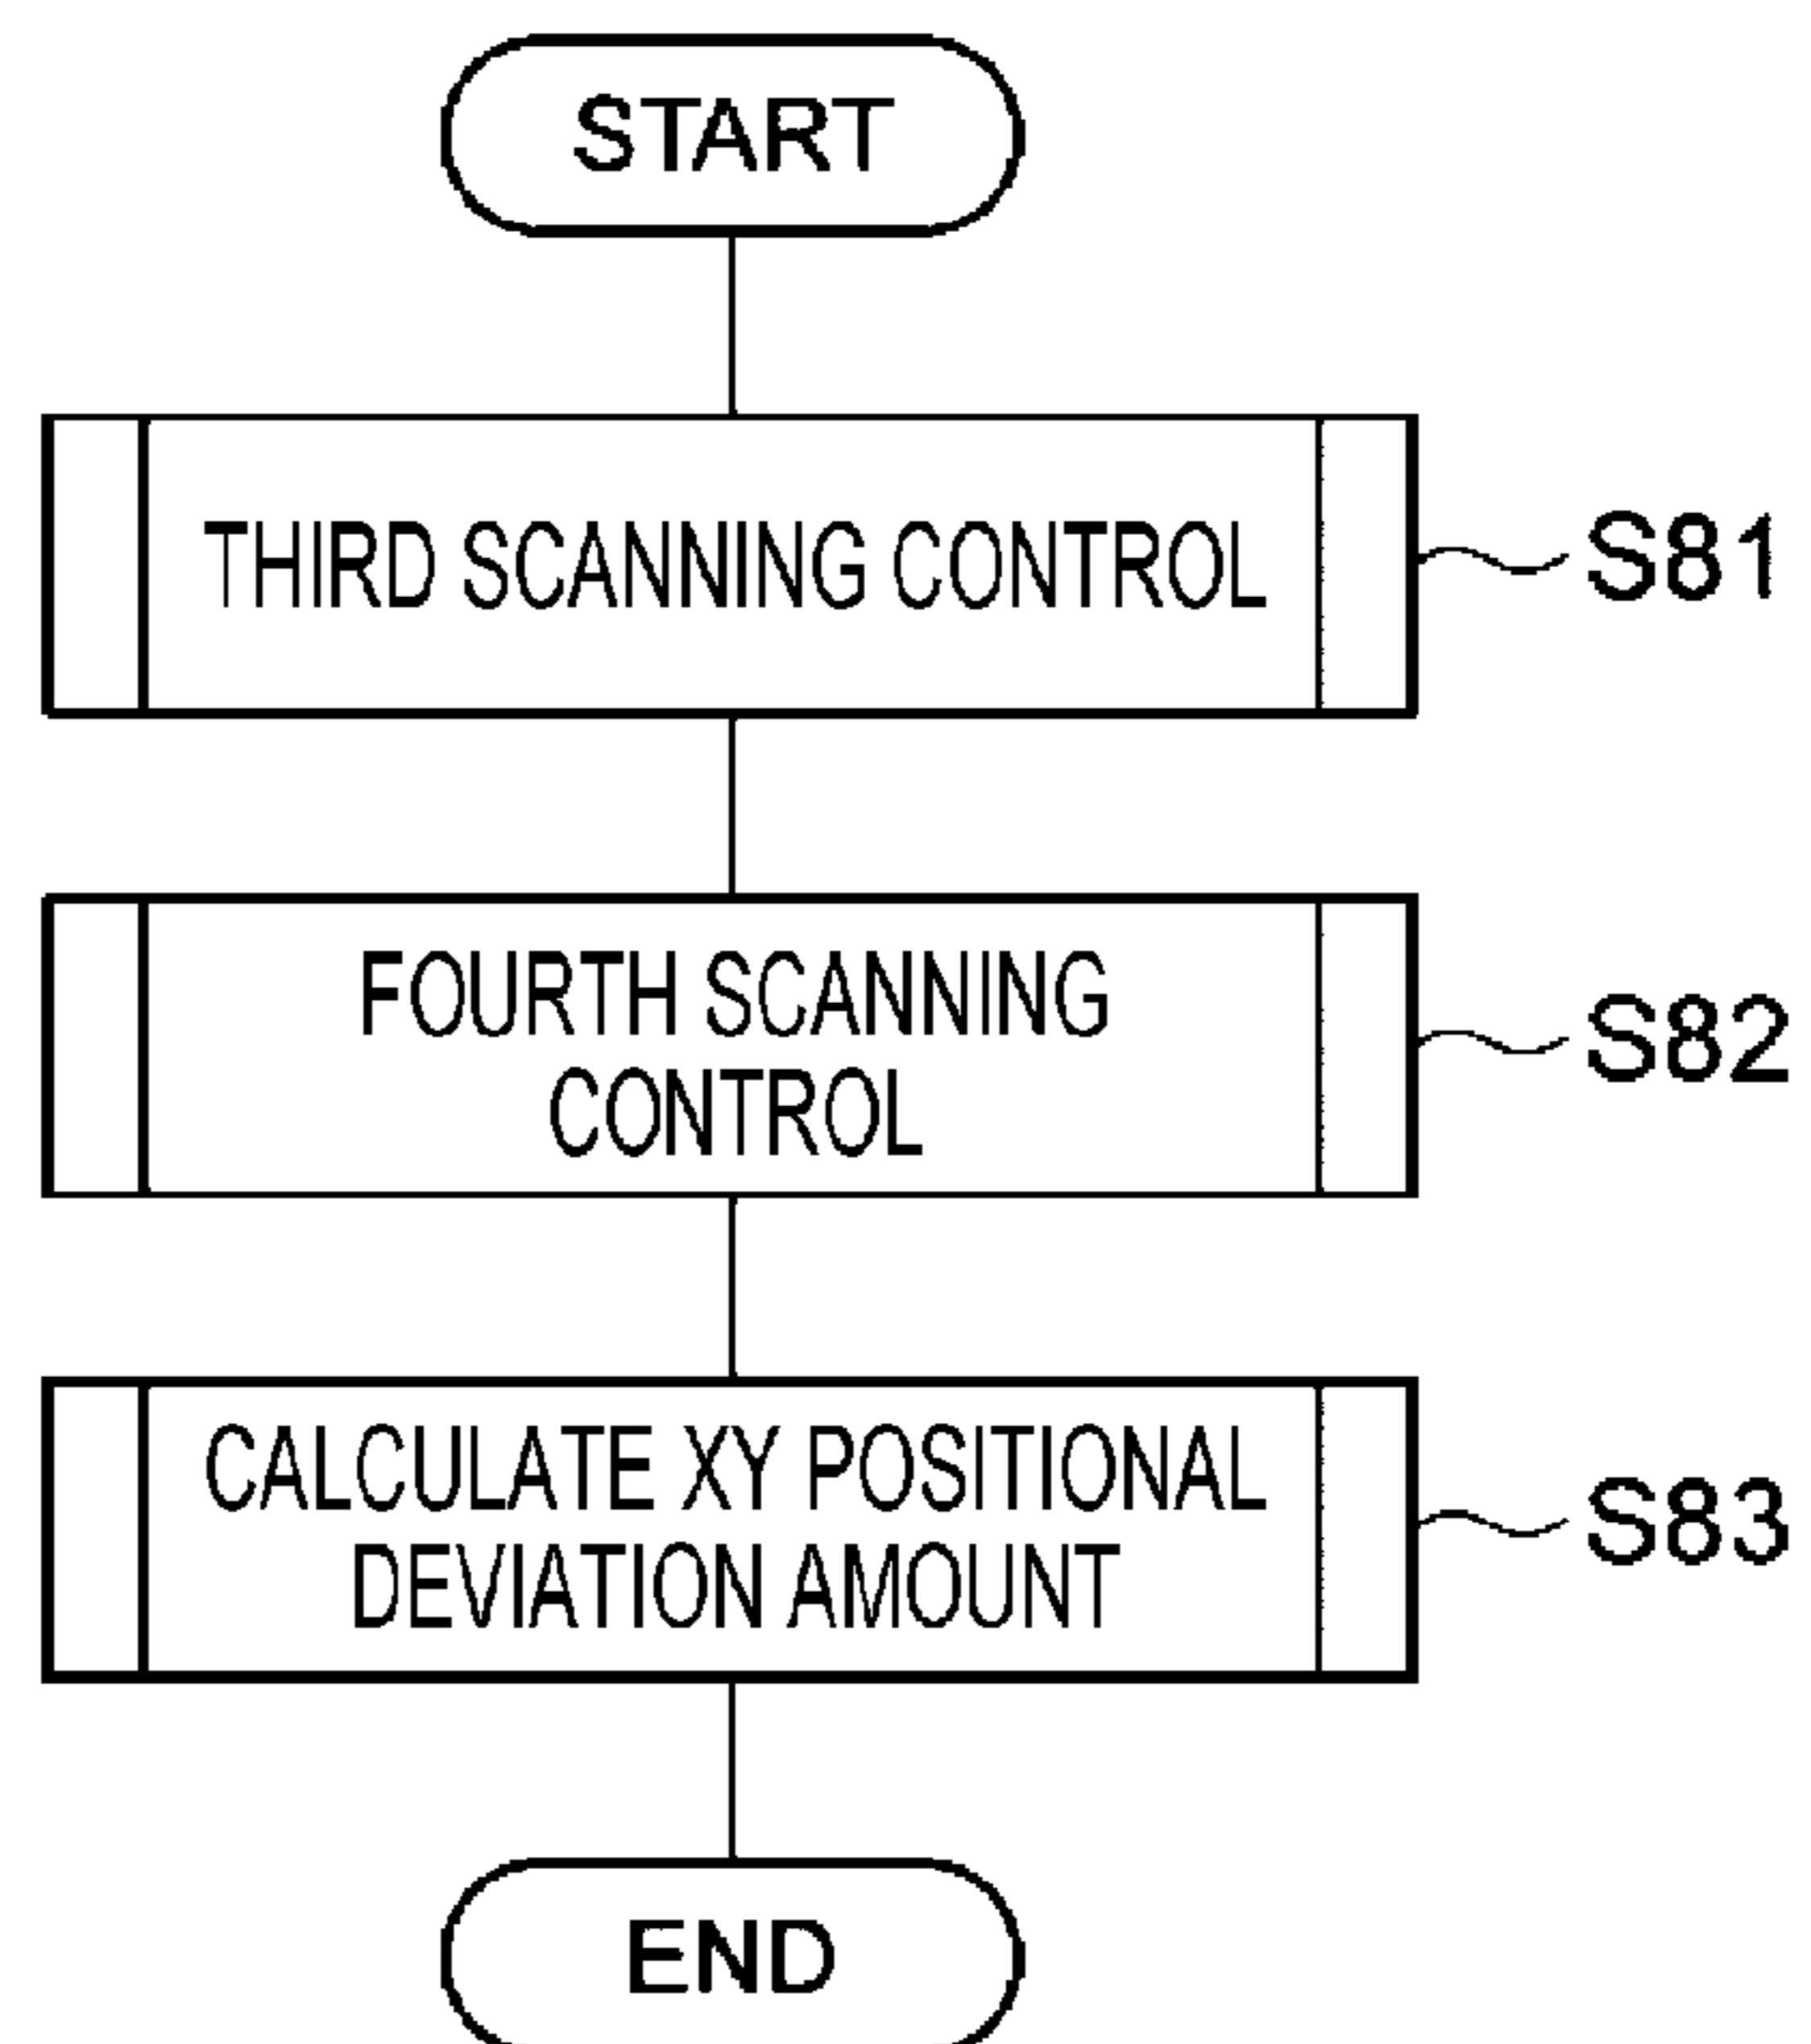 START
THIRD SCANNING CONTROL
S81
FOURTH SCANNING
CONTROL
S82
CALCULATE XY POSITIONAL
DEVIATION AMOUNT
S83
END